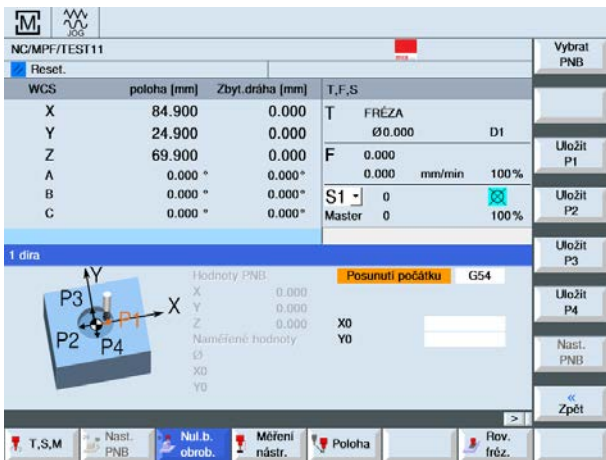 M JOG
NC/MPF/TEST11
Reset.
WCS poloha [mm] Zbyt.dráha [mm] T,F,S
X 84.900 0.000 T FRÉZA
Y 24.900 0.000 Ø0.000 D1
Z 69.900 0.000 F 0.000
A 0.000 ° 0.000° 0.000 mm/min 100%
B 0.000 ° 0.000° S1 0
C 0.000 ° 0.000° Master 0 100%
1 díra
Hodnoty PNB
X 0.000
Y 0.000
Z 0.000
Naměřené hodnoty
Ø
X0
Y0
Y
X
P3
P1
P2
P4
Posunutí počátku G54
X0
Y0
Vybrat
PNB
Uložit
P1
Uložit
P2
Uložit
P3
Uložit
P4
Nast.
PNB
«
Zpět
>
T,S,M
Nast.
PNB
Nul.b.
obrob.
Měření
nástr.
Poloha
Rov.
fréz.